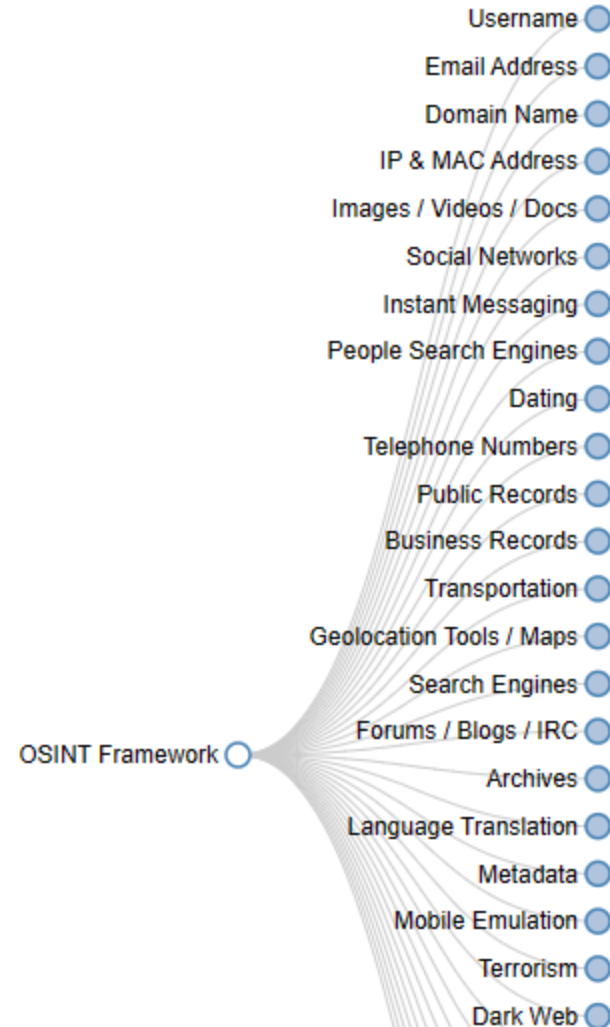 Username
Email Address
Domain Name
IP & MAC Address
Images / Videos / Docs
Social Networks
Instant Messaging
People Search Engines
Dating
Telephone Numbers
Public Records
Business Records
Transportation
Geolocation Tools / Maps
Search Engines
Forums / Blogs / IRC
OSINT Framework
Archives
Language Translation
Metadata
Mobile Emulation
Terrorism
Dark Web